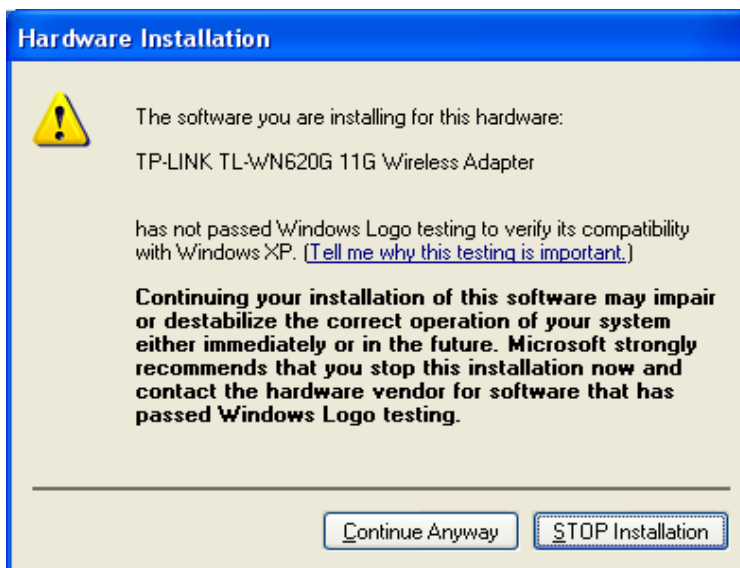 Hardware Installation
The software you are installing for this hardware:
TP-LINK TL-WN620G 11G Wireless Adapter
has not passed Windows Logo testing to verify its compatibility
with Windows XP. (Tell me why this testing is important.)
Continuing your installation of this software may impair
or destabilize the correct operation of your system
either immediately or in the future. Microsoft strongly
recommends that you stop this installation now and
contact the hardware vendor for software that has
passed Windows Logo testing.
Continue Anyway
STOP Installation